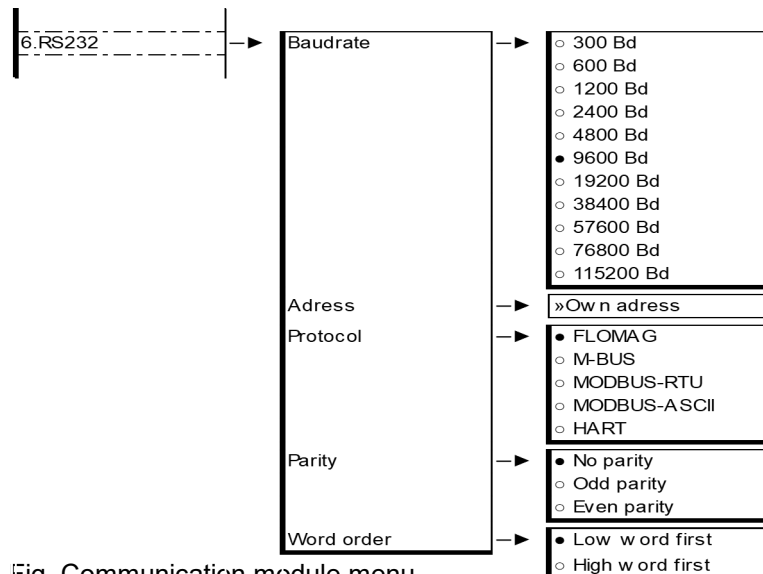 6.RS232
Baudrate
○ 300 Bd
○ 600 Bd
○ 1200 Bd
○ 2400 Bd
○ 4800 Bd
● 9600 Bd
○ 19200 Bd
○ 38400 Bd
○ 57600 Bd
○ 76800 Bd
○ 115200 Bd
Adress
»Own adress
Protocol
● FLOMAG
○ M-BUS
○ MODBUS-RTU
○ MODBUS-ASCII
○ HART
Parity
● No parity
○ Odd parity
○ Even parity
Word order
● Low word first
○ High word first
Fig. Communication module menu